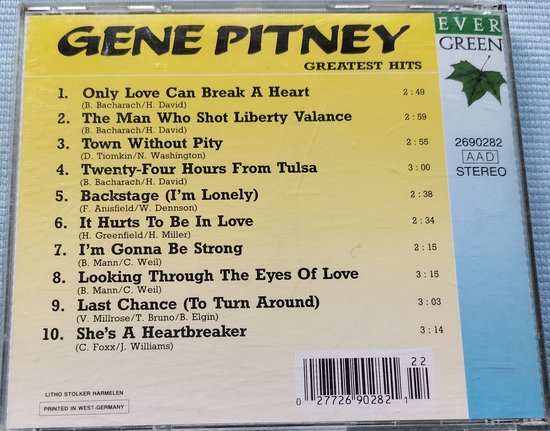 GENE PITNEY
GREATEST HITS
EVER
GREEN
1. Only Love Can Break A Heart 2:49
(B. Bacharach/H. David)
2. The Man Who Shot Liberty Valance 2:59
(B. Bacharach/H. David)
3. Town Without Pity 2:55
(D. Tiomkin/N. Washington)
4. Twenty-Four Hours From Tulsa 3:00
(B. Bacharach/H. David)
5. Backstage (I'm Lonely) 2:38
(F. Anisfield/W. Dennson)
6. It Hurts To Be In Love 2:34
(H. Greenfield/H. Miller)
7. I'm Gonna Be Strong 2:15
(B. Mann/C. Weil)
8. Looking Through The Eyes Of Love 3:15
(B. Mann/C. Weil)
9. Last Chance (To Turn Around) 3:03
(V. Millrose/T. Bruno/B. Elgin)
10. She's A Heartbreaker 3:14
(C. Foxx/J. Williams)
2690282
AAD
STEREO
LITHO STOLKER HARMELEN
PRINTED IN WEST-GERMANY
22
0 27726 90282 1